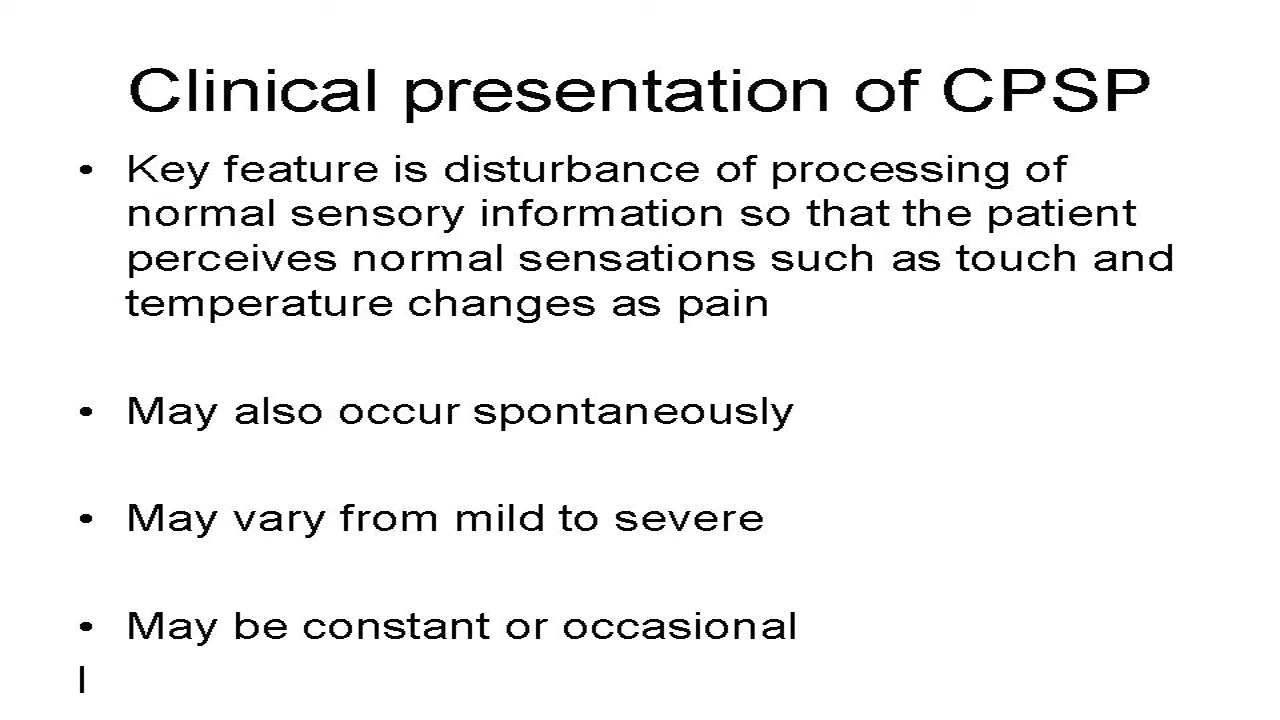 Clinical presentation of CPSP
• Key feature is disturbance of processing of
normal sensory information so that the patient
perceives normal sensations such as touch and
temperature changes as pain
• May also occur spontaneously
• May vary from mild to severe
• May be constant or occasional
l